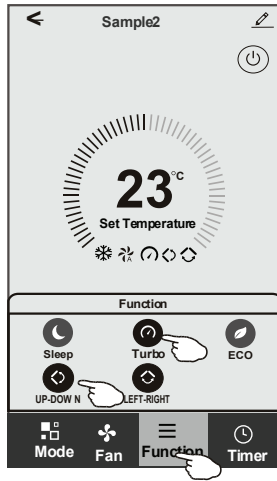 Sample2
23°C
Set Temperature
A
Function
Sleep Turbo ECO
UP-DOW N LEFT-RIGHT
Mode Fan Function Timer